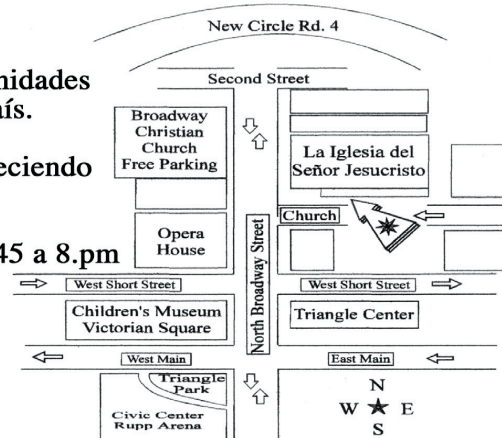 New Circle Rd. 4
Second Street
nidades
aís.
eciendo
45 a 8.pm
Broadway
Christian
Church
Free Parking
La Iglesia del
Señor Jesucristo
Church
Opera
House
North Broadway Street
West Short Street
West Short Street
Children's Museum
Victorian Square
Triangle Center
West Main
East Main
Triangle
Park
Civic Center
Rupp Arena
N
W E
S